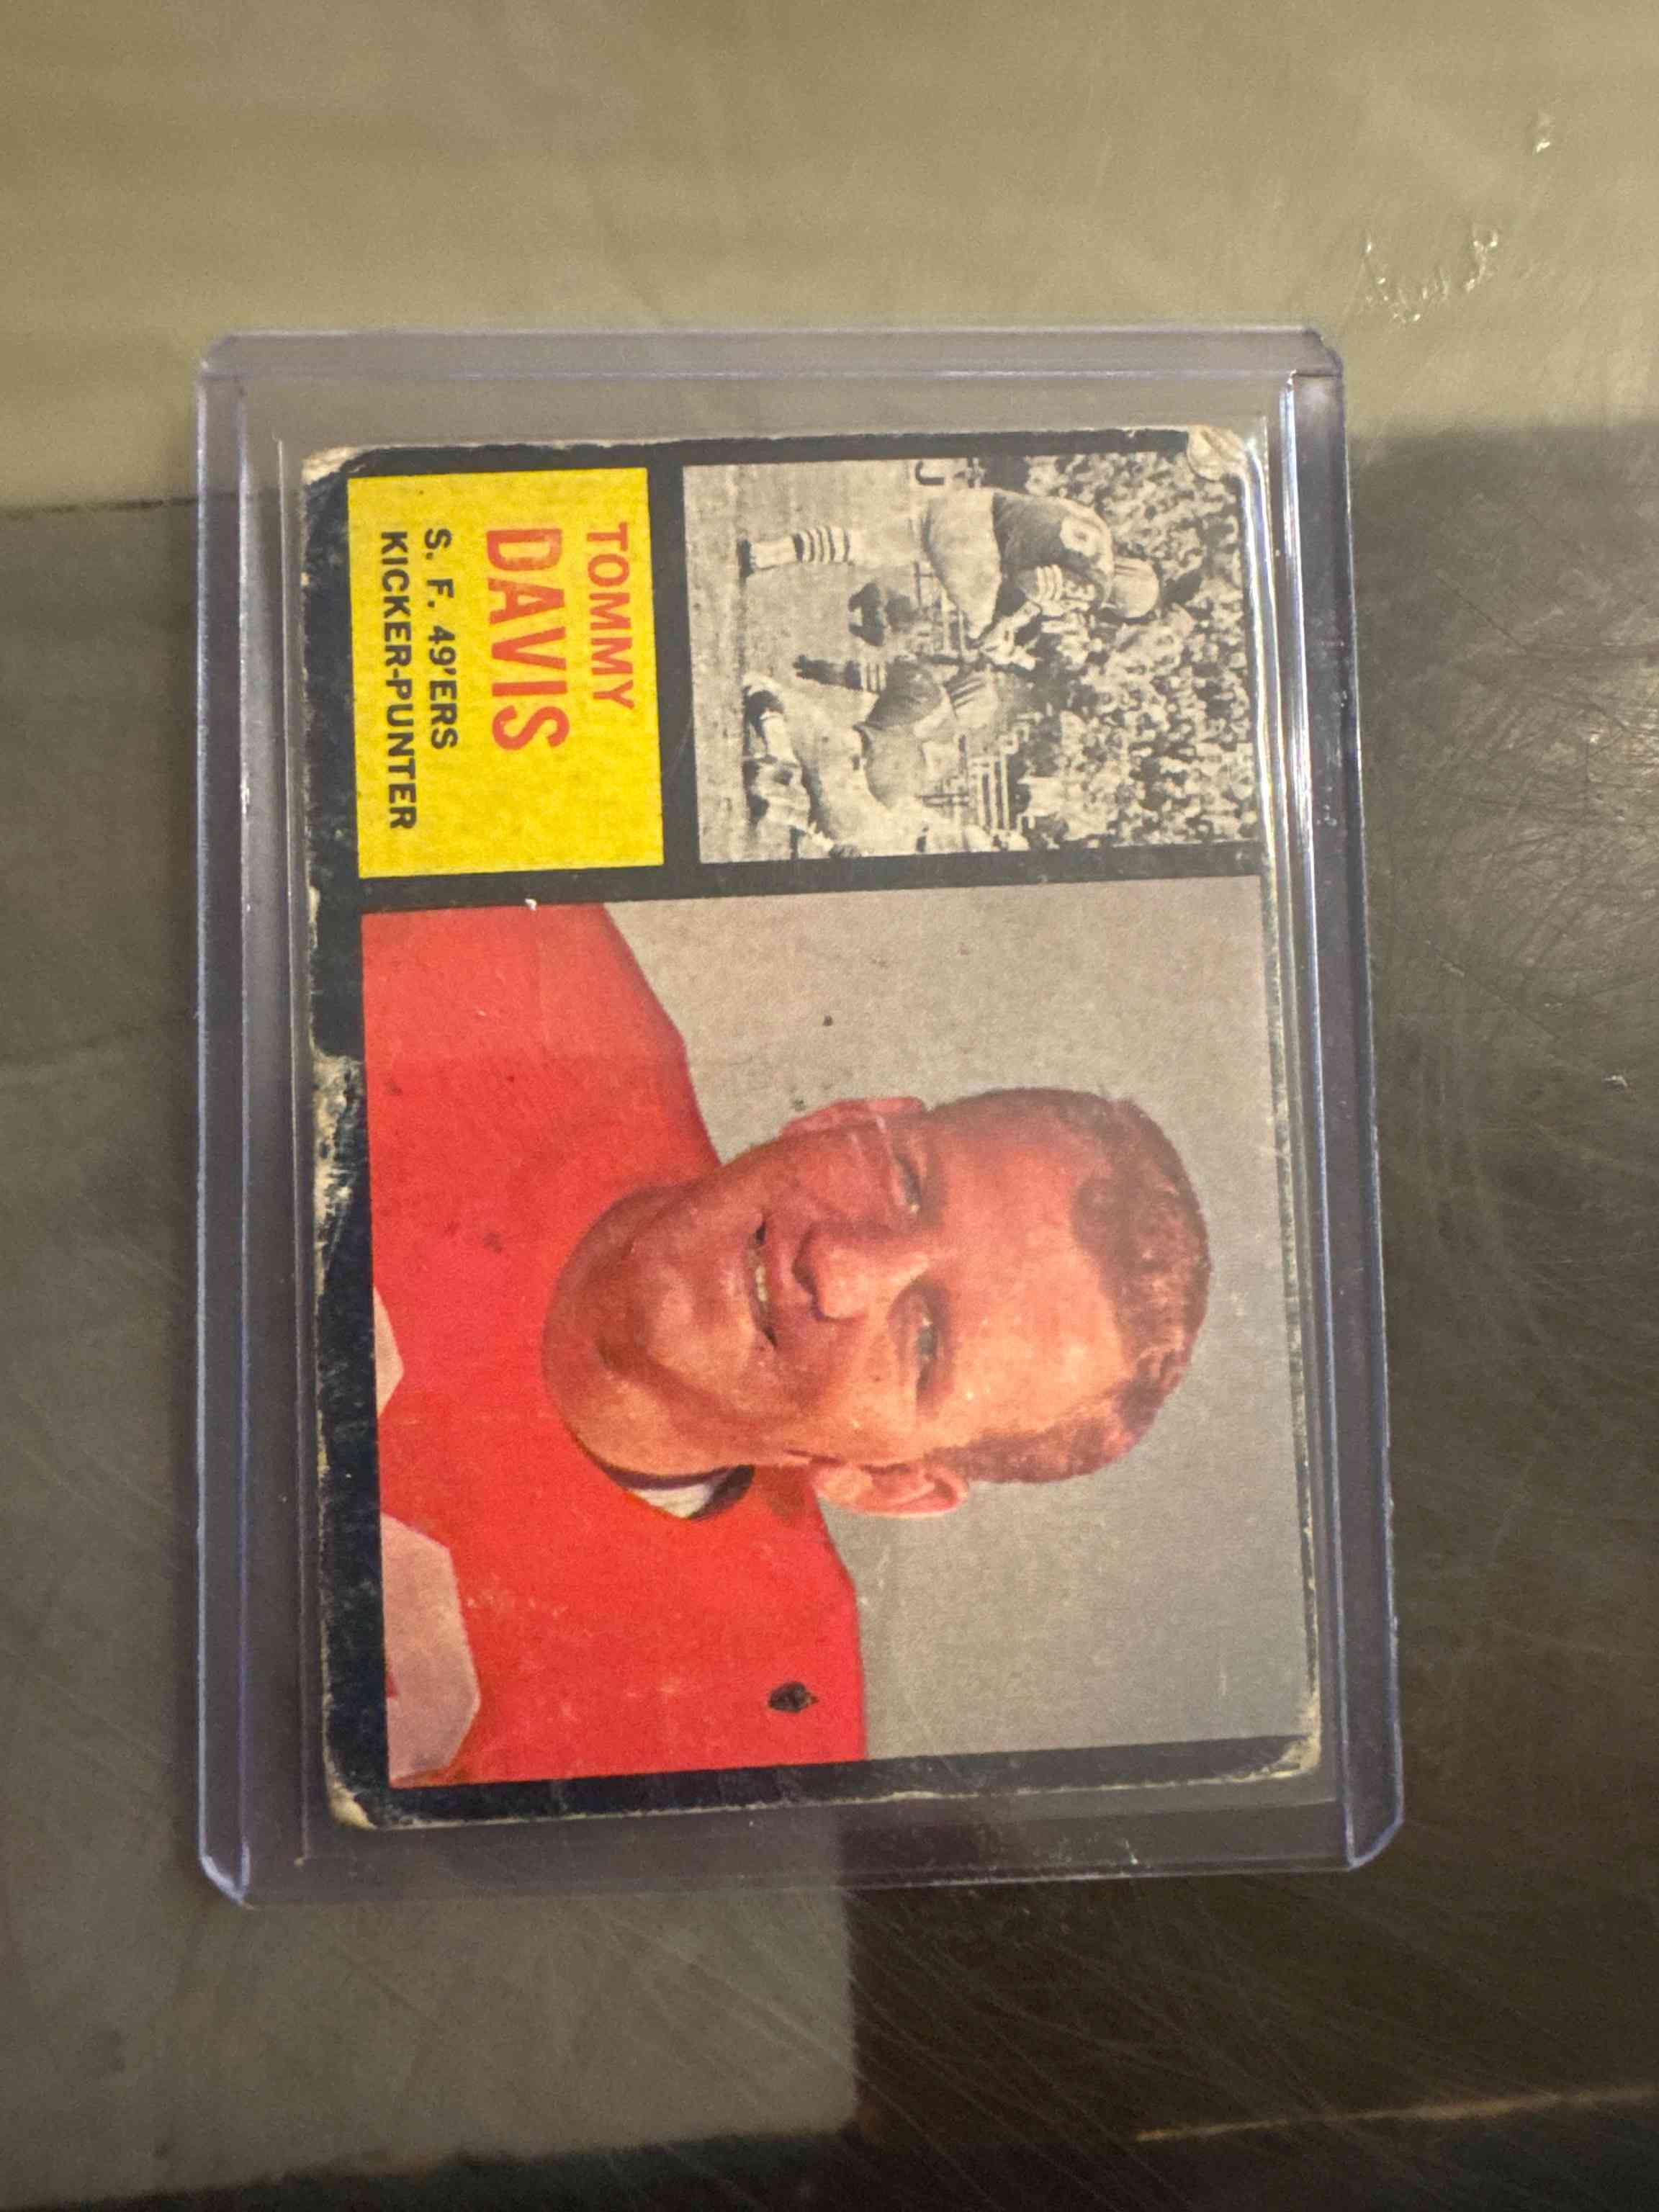 TOMMY
DAVIS
S. F. 49'ERS
KICKER-PUNTER